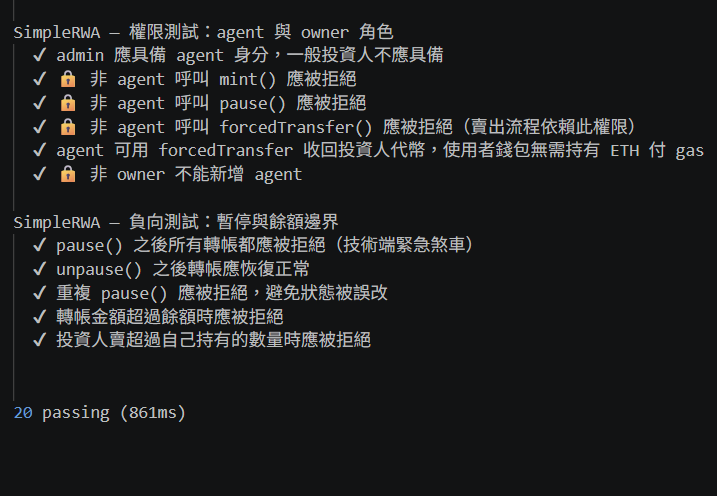 SimpleRWA — 權限測試：agent 與 owner 角色
✓ admin 應具備 agent 身分，一般投資人不應具備
✓ 🔒 非 agent 呼叫 mint() 應被拒絕
✓ 🔒 非 agent 呼叫 pause() 應被拒絕
✓ 🔒 非 agent 呼叫 forcedTransfer() 應被拒絕（賣出流程依賴此權限）
✓ agent 可用 forcedTransfer 收回投資人代幣，使用者錢包無需持有 ETH 付 gas
✓ 🔒 非 owner 不能新增 agent
SimpleRWA — 負向測試：暫停與餘額邊界
✓ pause() 之後所有轉帳都應被拒絕（技術端緊急煞車）
✓ unpause() 之後轉帳應恢復正常
✓ 重複 pause() 應被拒絕，避免狀態被誤改
✓ 轉帳金額超過餘額時應被拒絕
✓ 投資人賣超過自己持有的數量時應被拒絕
20 passing (861ms)